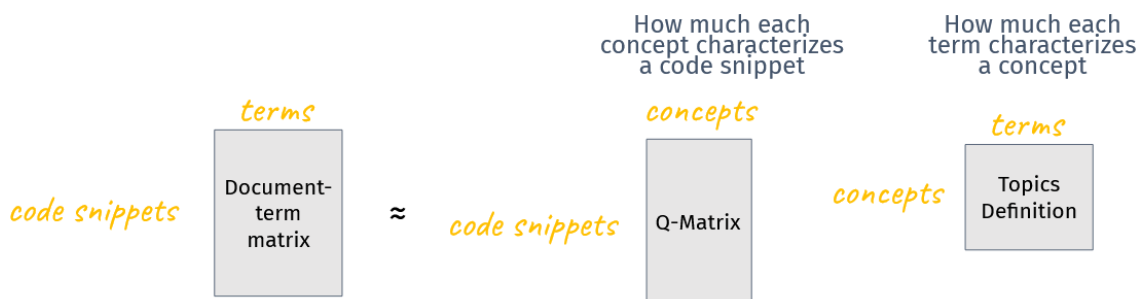 How much each
concept characterizes
a code snippet
How much each
term characterizes
a concept
terms
concepts
terms
code snippets
Document-
term
matrix
≈
code snippets
Q-Matrix
concepts
Topics
Definition